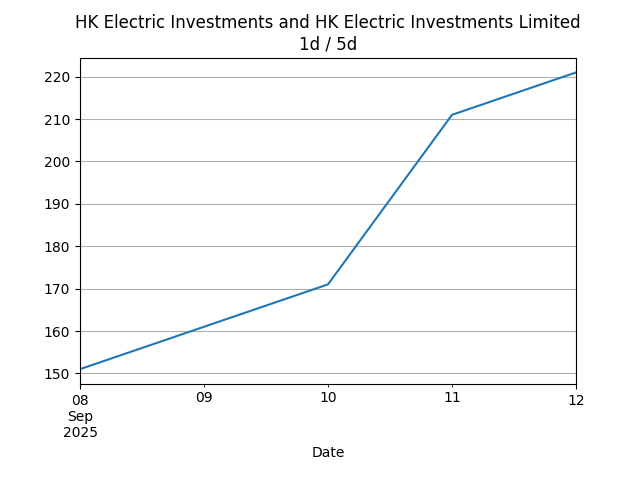 HK Electric Investments and HK Electric Investments Limited
1d / 5d
220
210
200
190
180
170
160
150
08 09 10 11 12
Sep
2025
Date